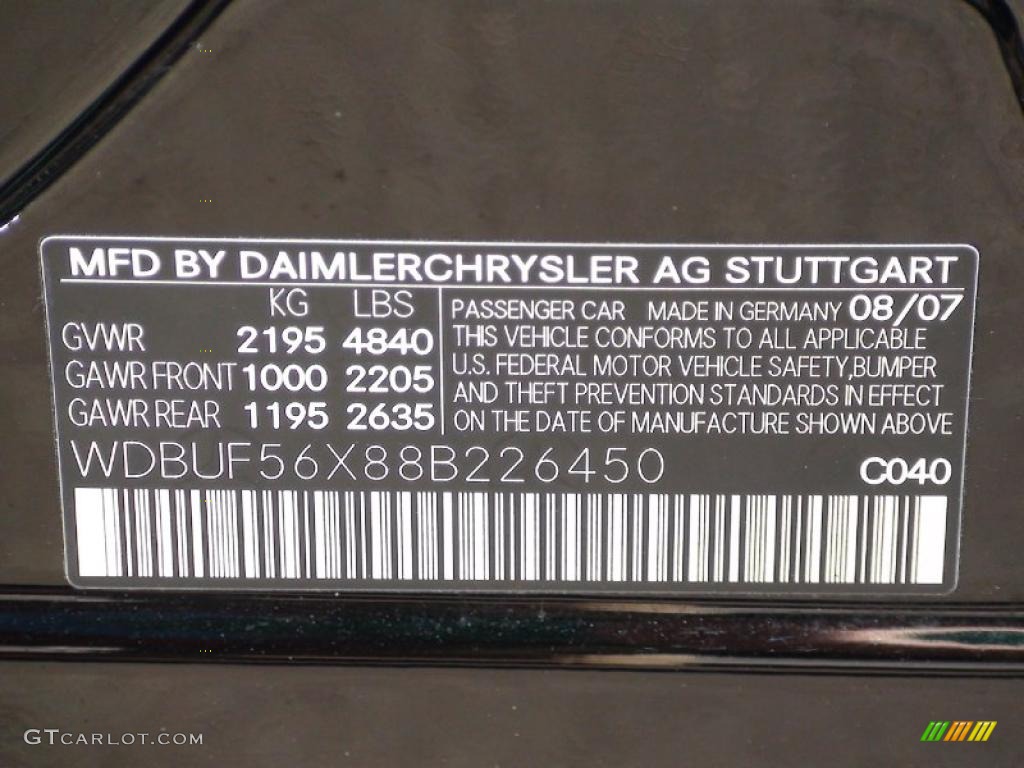 MFD BY DAIMLERCHRYSLER AG STUTTGART
KG LBS
GVWR 2195 4840
GAWR FRONT 1000 2205
GAWR REAR 1195 2635
PASSENGER CAR MADE IN GERMANY 08/07
THIS VEHICLE CONFORMS TO ALL APPLICABLE
U.S. FEDERAL MOTOR VEHICLE SAFETY,BUMPER
AND THEFT PREVENTION STANDARDS IN EFFECT
ON THE DATE OF MANUFACTURE SHOWN ABOVE
WDBUF56X88B226450 C040
GTCARLOT.COM